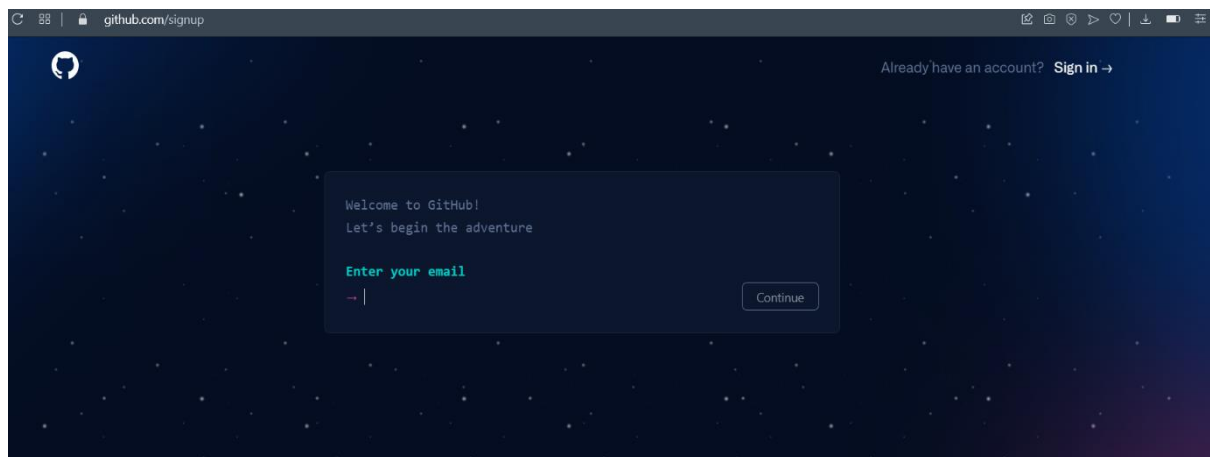 github.com/signup
Already have an account? Sign in →
Welcome to GitHub!
Let's begin the adventure
Enter your email
→
Continue